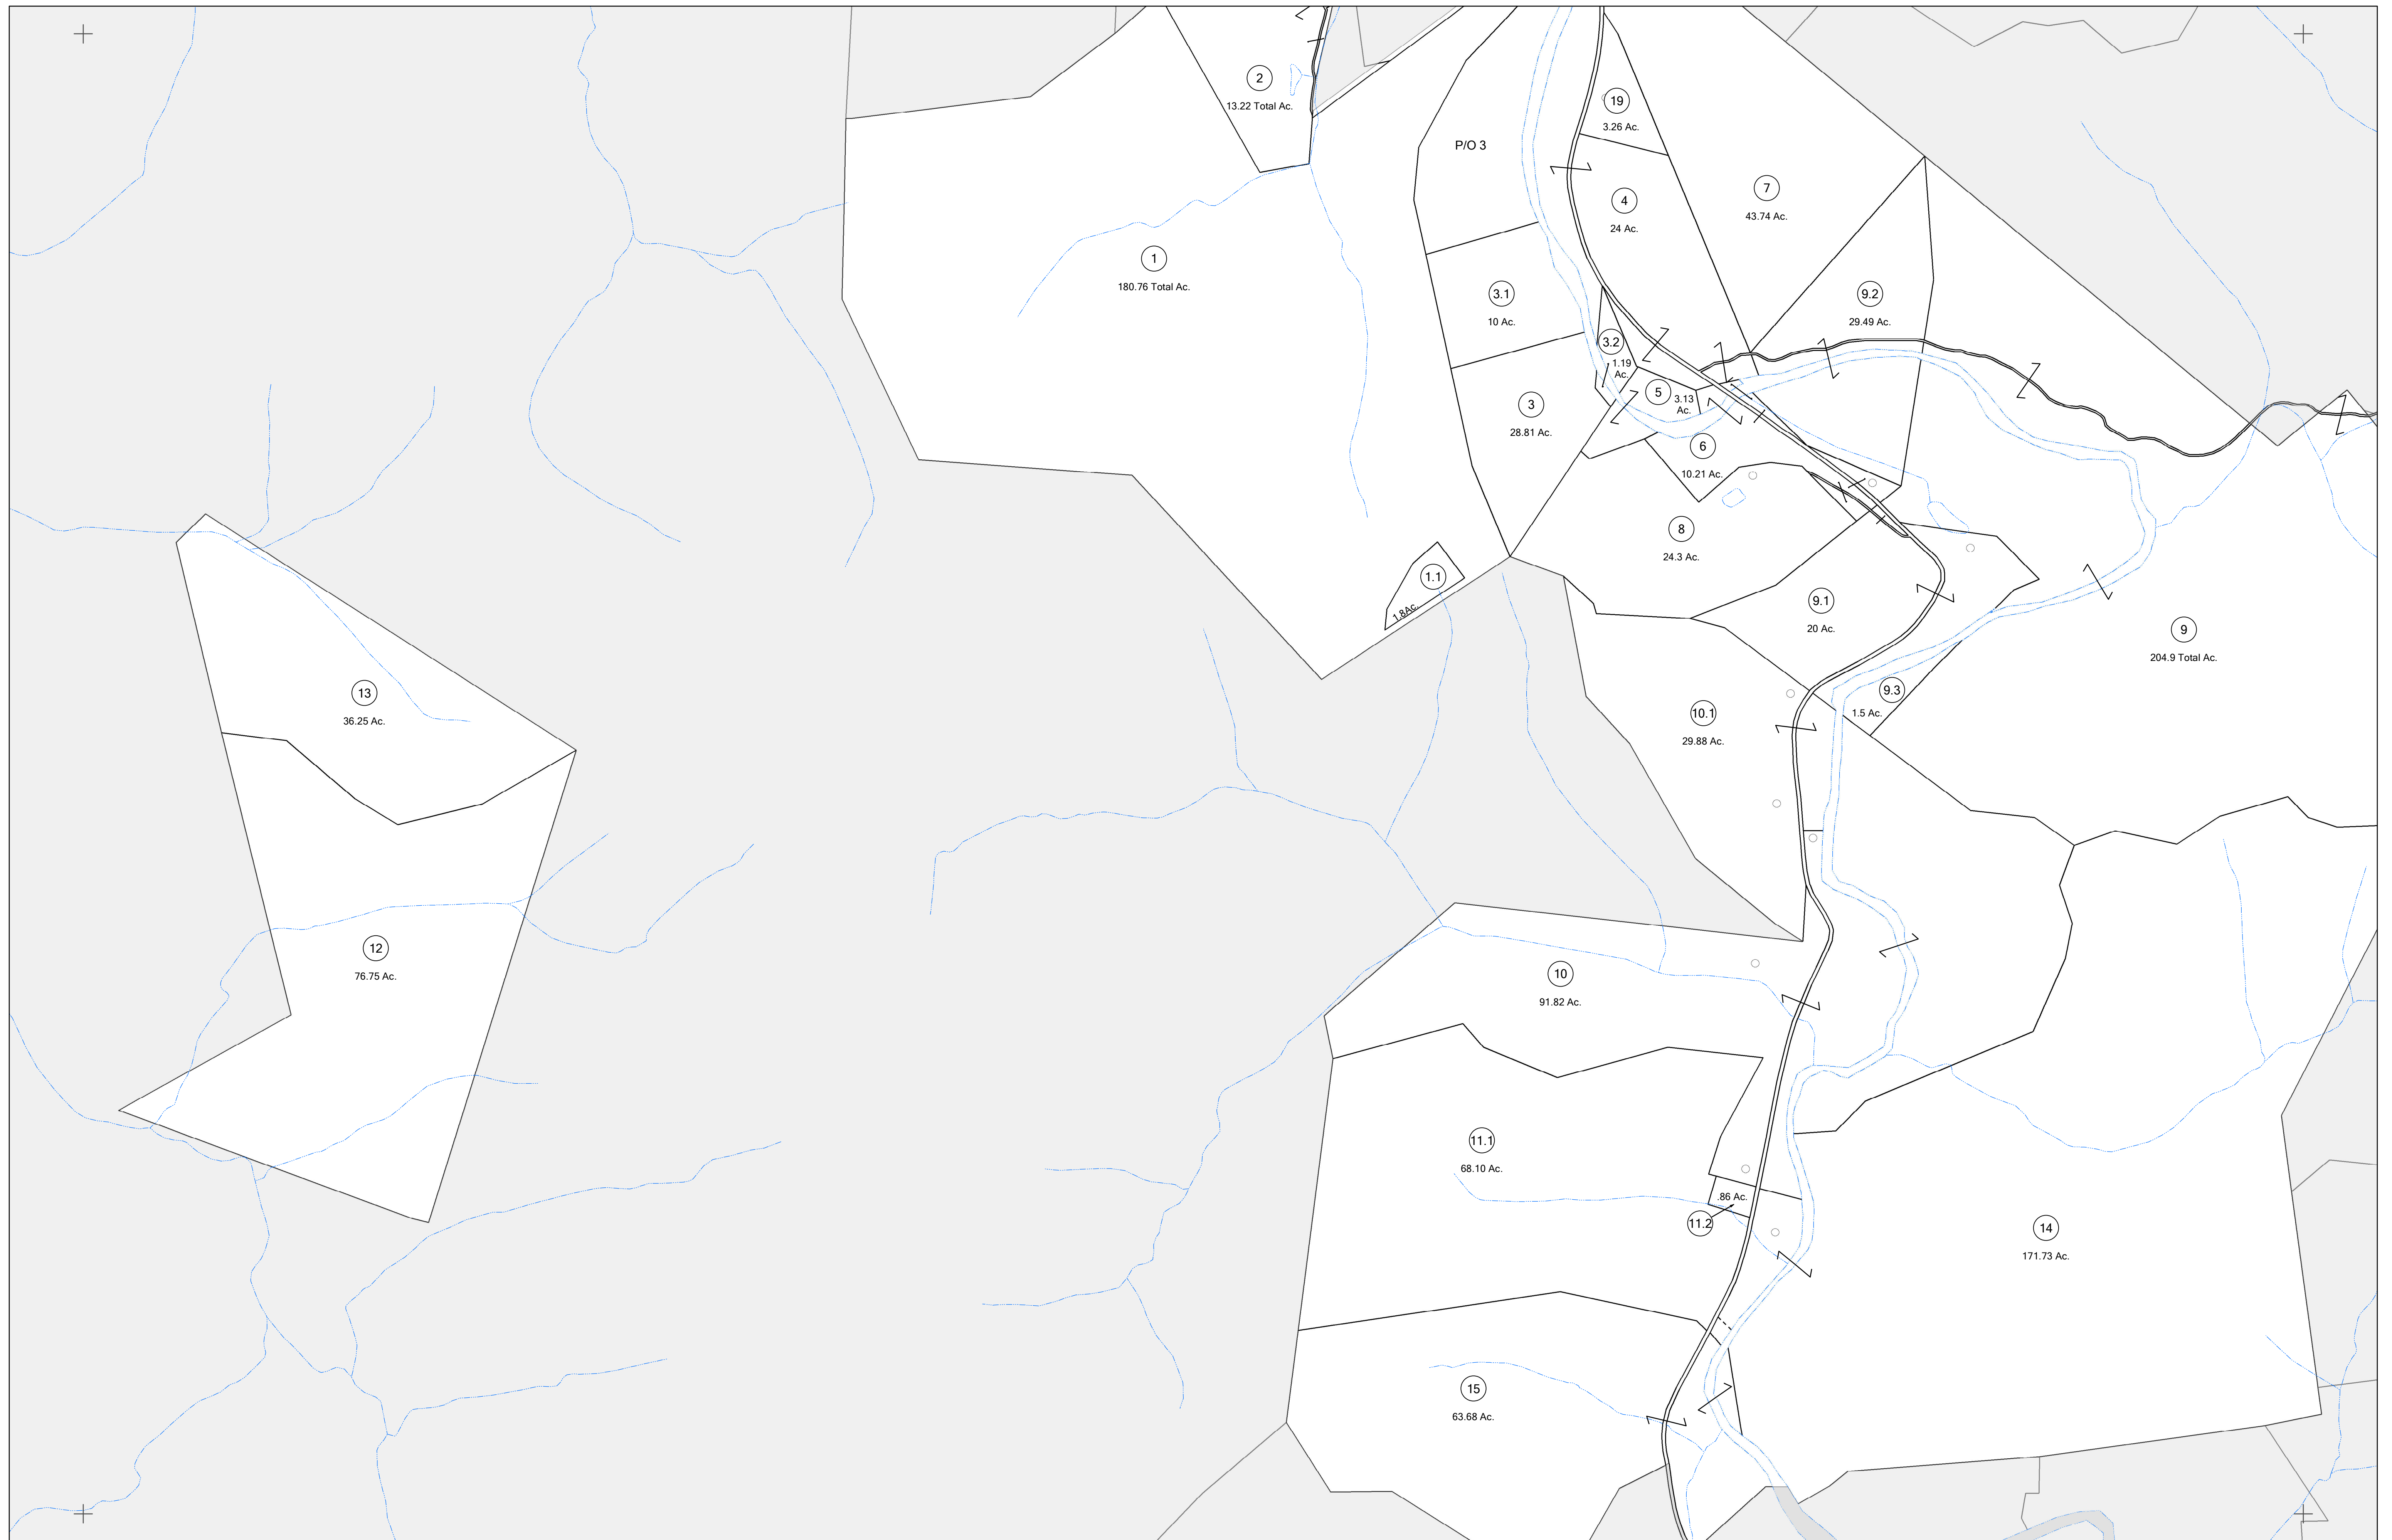 2
13.22 Total Ac.
19
3.26 Ac.
P/O 3
7
43.74 Ac.
4
24 Ac.
1
180.76 Total Ac.
3.1
10 Ac.
9.2
29.49 Ac.
3.2
1.19
Ac.
5
3.13
Ac.
3
28.81 Ac.
6
10.21 Ac.
8
24.3 Ac.
1.1
1.8Ac.
9.1
20 Ac.
9
204.9 Total Ac.
13
36.25 Ac.
9.3
1.5 Ac.
10.1
29.88 Ac.
12
76.75 Ac.
10
91.82 Ac.
11.1
68.10 Ac.
.86 Ac.
11.2
14
171.73 Ac.
15
63.68 Ac.